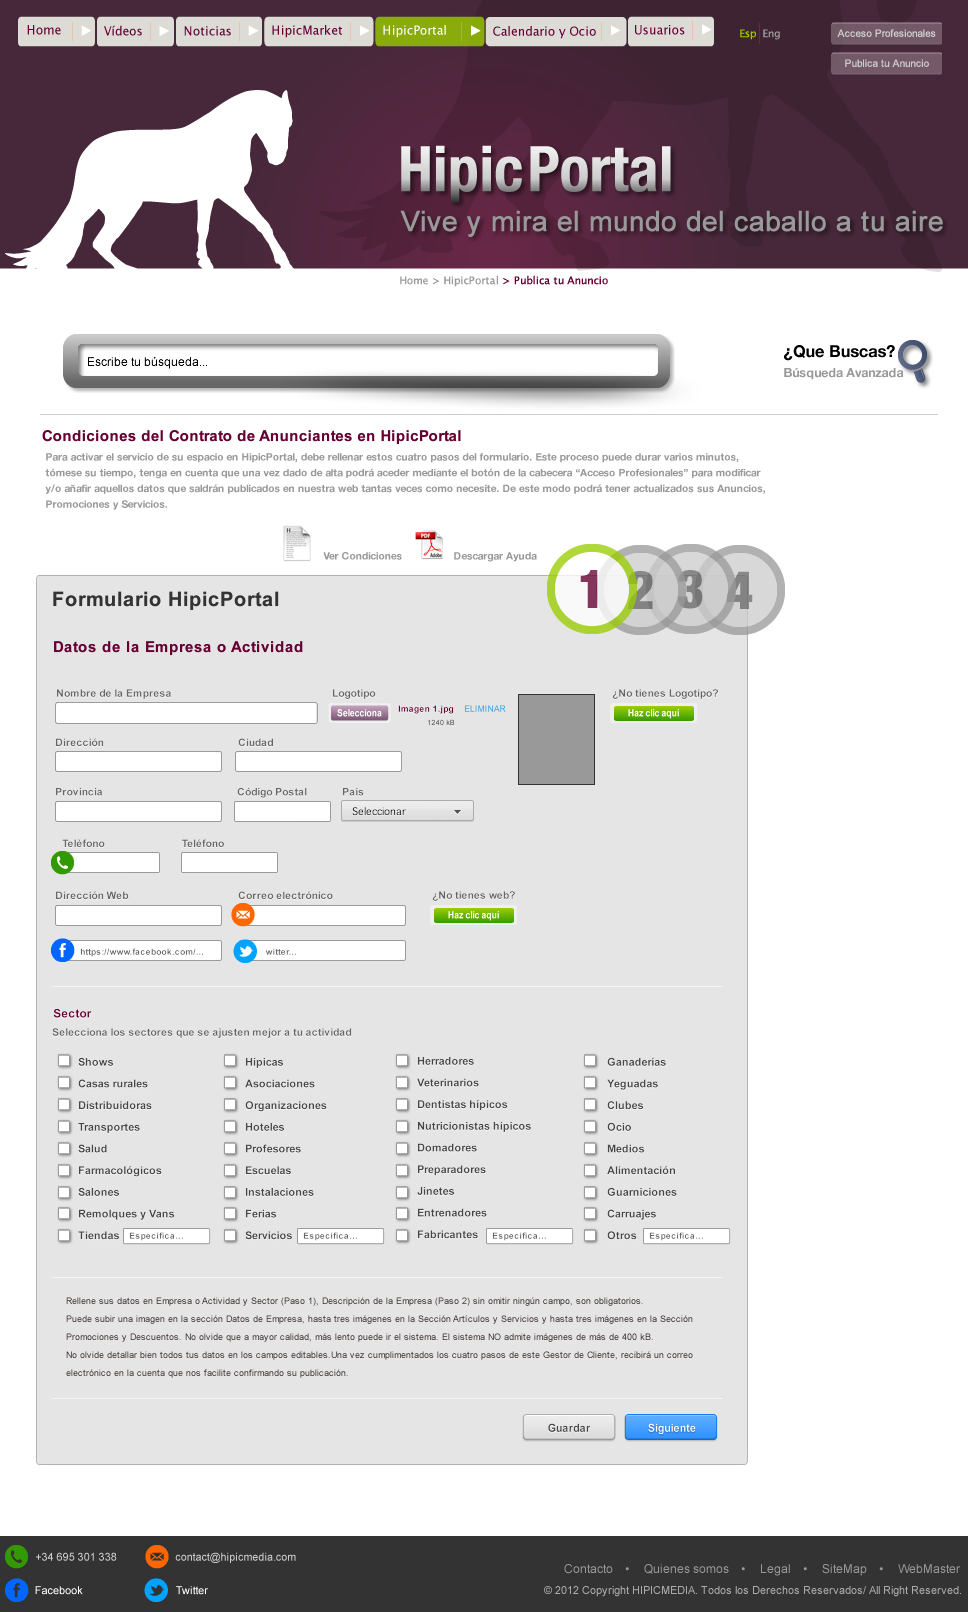 Home Vídeos Noticias HipicMarket HipicPortal Calendario y Ocio Usuarios Esp Eng Acceso Profesionales
Publica tu Anuncio
HipicPortal
Vive y mira el mundo del caballo a tu aire
Home > HipicPortal > Publica tu Anuncio
Escribe tu búsqueda...
¿Que Buscas?
Búsqueda Avanzada
Condiciones del Contrato de Anunciantes en HipicPortal
Para activar el servicio de su espacio en HipicPortal, debe rellenar estos cuatro pasos del formulario. Este proceso puede durar varios minutos,
tómese su tiempo, tenga en cuenta que una vez dado de alta podrá aceder mediante el botón de la cabecera “Acceso Profesionales” para modificar
y/o añafir aquellos datos que saldrán publicados en nuestra web tantas veces como necesite. De este modo podrá tener actualizados sus Anuncios,
Promociones y Servicios.
Ver Condiciones PDF Adobe Descargar Ayuda
1 2 3 4
Formulario HipicPortal
Datos de la Empresa o Actividad
Nombre de la Empresa Logotipo ¿No tienes Logotipo?
Selecciona Imagen 1.jpg ELIMINAR Haz clic aquí
1240 kB
Dirección Ciudad
Provincia Código Postal País
Seleccionar
Teléfono Teléfono
Dirección Web Correo electrónico ¿No tienes web?
Haz clic aquí
https://www.facebook.com/... witter...
Sector
Selecciona los sectores que se ajusten mejor a tu actividad
Shows Hípicas Herradores Ganaderías
Casas rurales Asociaciones Veterinarios Yeguadas
Distribuidoras Organizaciones Dentistas hípicos Clubes
Transportes Hoteles Nutricionistas hípicos Ocio
Salud Profesores Domadores Medios
Farmacológicos Escuelas Preparadores Alimentación
Salones Instalaciones Jinetes Guarniciones
Remolques y Vans Ferias Entrenadores Carruajes
Tiendas Especifica... Servicios Especifica... Fabricantes Especifica... Otros Especifica...
Rellene sus datos en Empresa o Actividad y Sector (Paso 1), Descripción de la Empresa (Paso 2) sin omitir ningún campo, son obligatorios.
Puede subir una imagen en la sección Datos de Empresa, hasta tres imágenes en la Sección Artículos y Servicios y hasta tres imágenes en la Sección
Promociones y Descuentos. No olvide que a mayor calidad, más lento puede ir el sistema. El sistema NO admite imágenes de más de 400 kB.
No olvide detallar bien todos tus datos en los campos editables.Una vez cumplimentados los cuatro pasos de este Gestor de Cliente, recibirá un correo
electrónico en la cuenta que nos facilite confirmando su publicación.
Guardar Siguiente
+34 695 301 338 contact@hipicmedia.com
Contacto • Quienes somos • Legal • SiteMap • WebMaster
Facebook Twitter
© 2012 Copyright HIPICMEDIA. Todos los Derechos Reservados/ All Right Reserved.